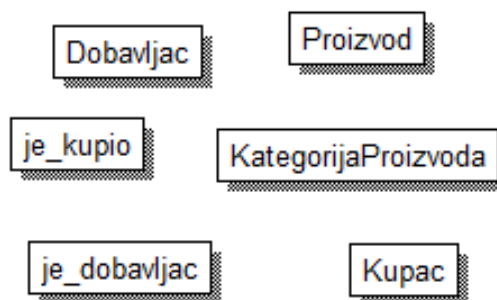 Dobavljac
Proizvod
je_kupio
KategorijaProizvoda
je_dobavljac
Kupac